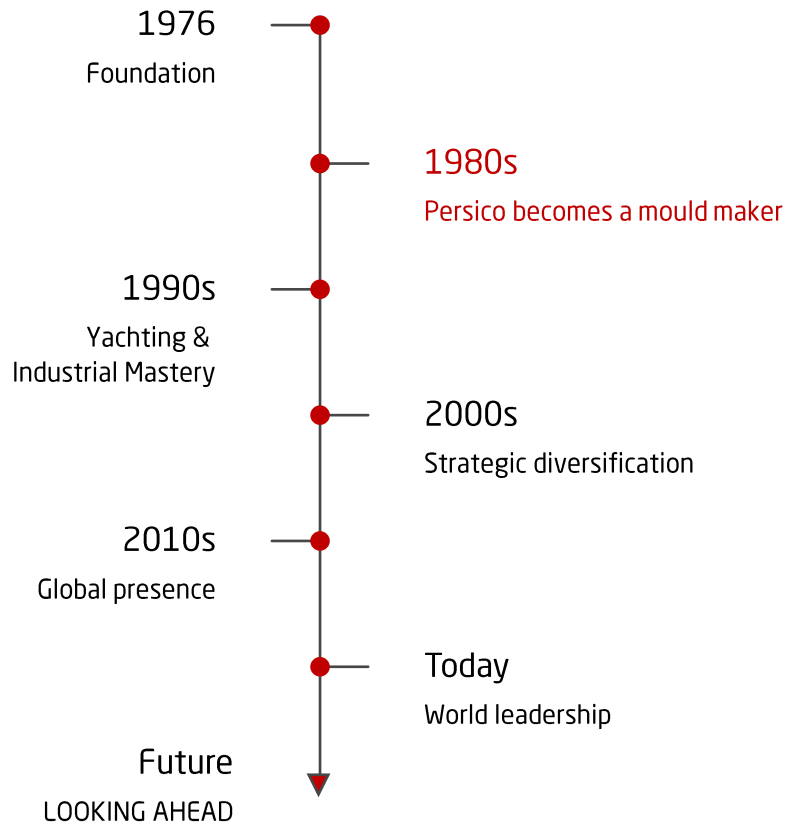 1976
Foundation
1980s
Persico becomes a mould maker
1990s
Yachting &
Industrial Mastery
2000s
Strategic diversification
2010s
Global presence
Today
World leadership
Future
LOOKING AHEAD